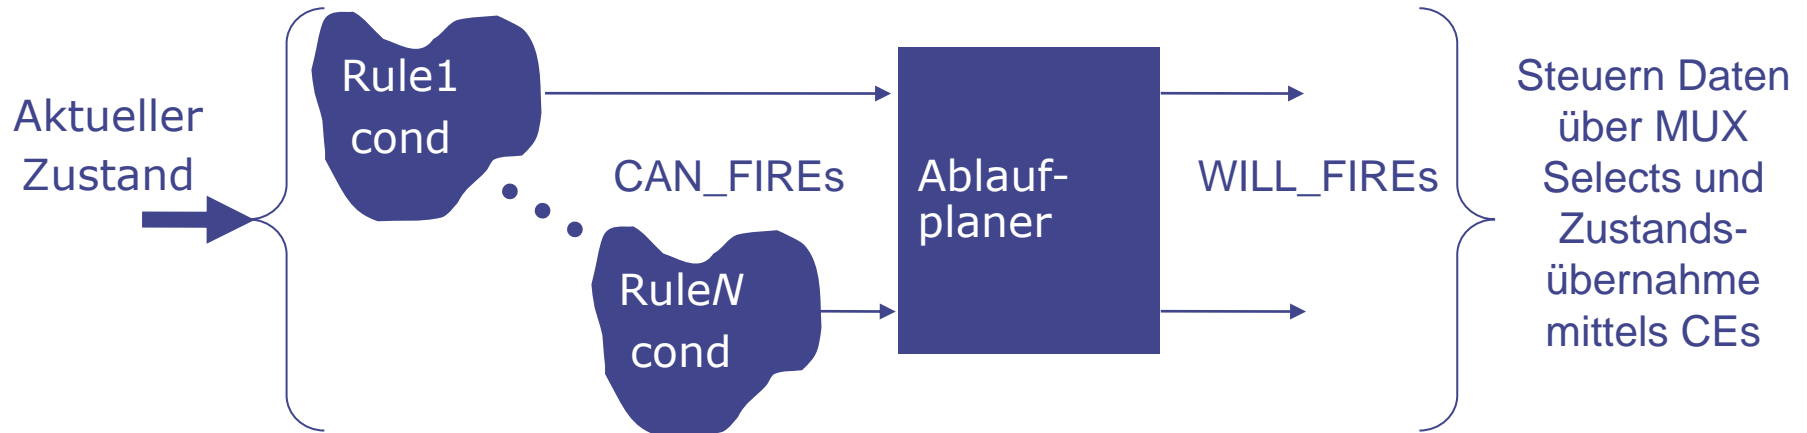 Aktueller
Zustand
Rule1
cond
CAN_FIREs
RuleN
cond
Ablauf-
planer
WILL_FIREs
Steuern Daten
über MUX
Selects und
Zustands-
übernahme
mittels CEs